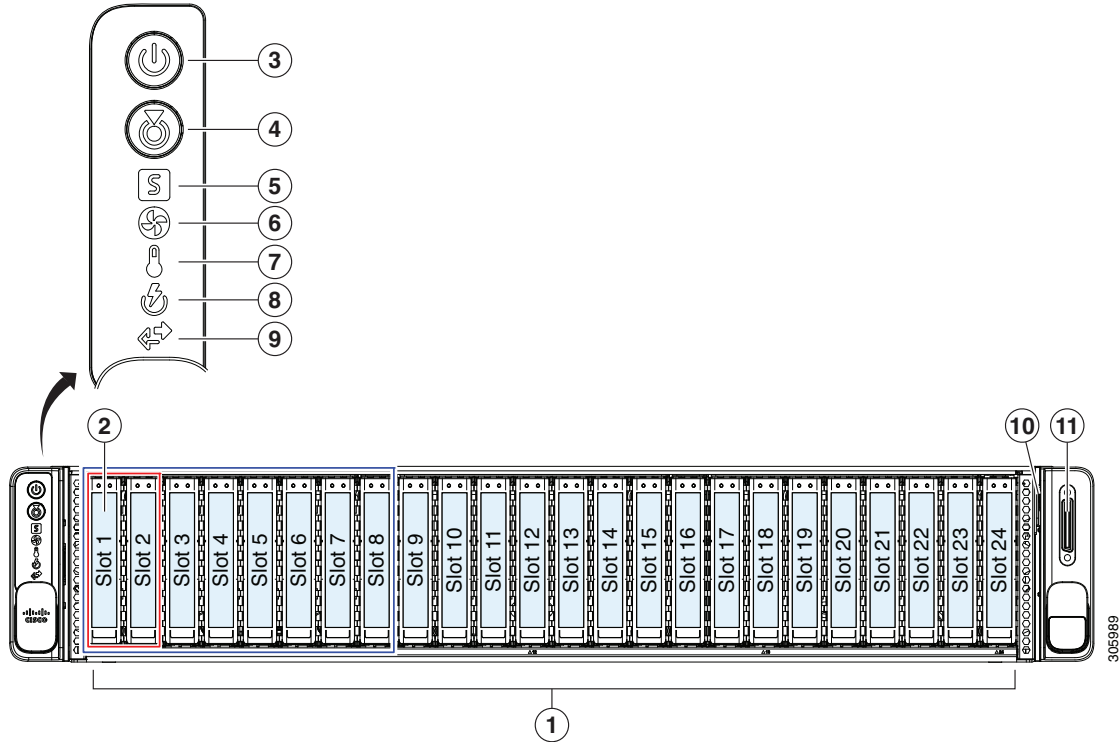 3
4
S
5
6
7
8
9
2
10
11
Slot 1
Slot 2
Slot 3
Slot 4
Slot 5
Slot 6
Slot 7
Slot 8
Slot 9
Slot 10
Slot 11
Slot 12
Slot 13
Slot 14
Slot 15
Slot 16
Slot 17
Slot 18
Slot 19
Slot 20
Slot 21
Slot 22
Slot 23
Slot 24
S
CISCO
305989
1